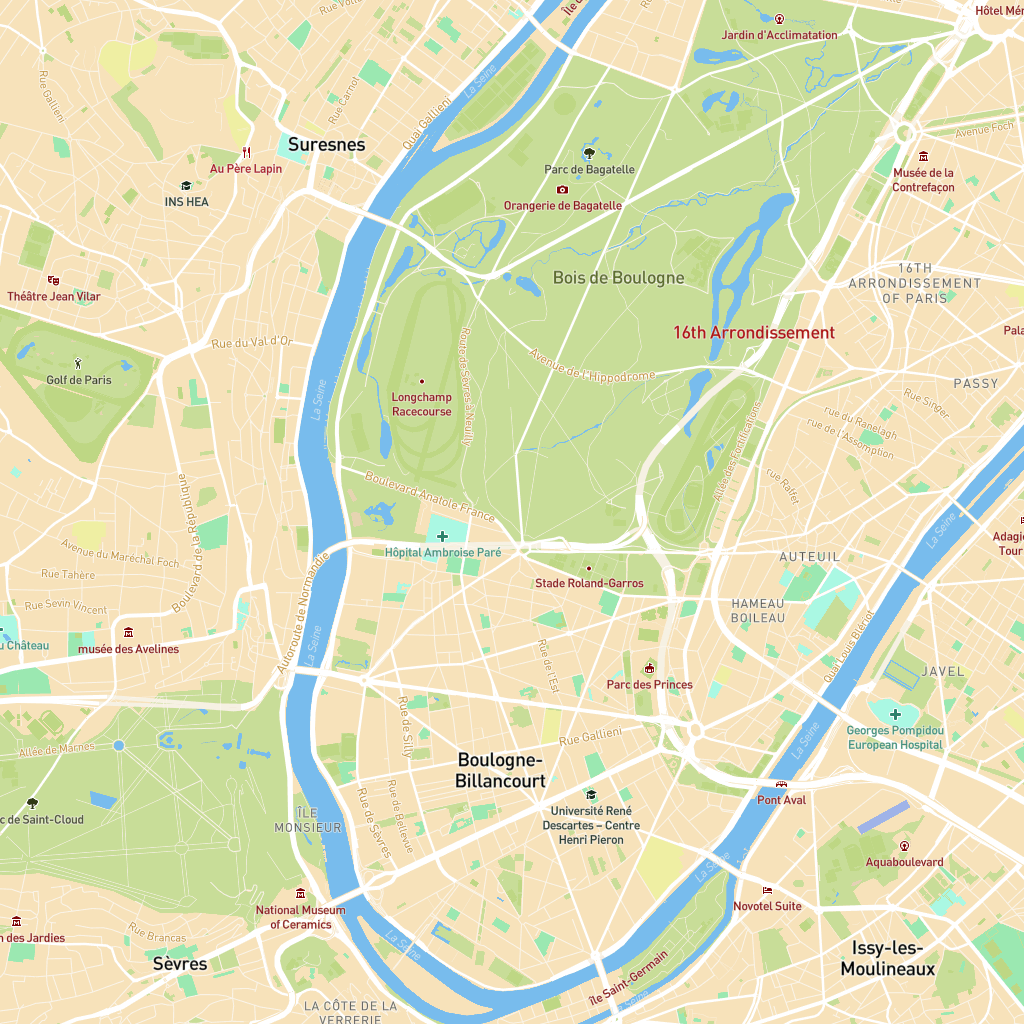 Hôtel Mér
Jardin d'Acclimatation
Île d
Rue Vol
La Seine
Quai Gallieni
Rue Gallieni
Rue Carnot
Suresnes
Au Père Lapin
INS HEA
Parc de Bagatelle
Orangerie de Bagatelle
Avenue Foch
Musée de la
Contrefaçon
Théâtre Jean Vilar
Bois de Boulogne
16TH
ARRONDISSEMENT
OF PARIS
16th Arrondissement
Pala
Rue du Val d'Or
Golf de Paris
La Seine
Longchamp
Racecourse
Route de Sèvres à Neuilly
Avenue de l'Hippodrome
PASSY
Rue Singer
rue du Ranelagh
rue de l'Assomption
Allée des Fortifications
rue Raffet
Boulevard Anatole France
Boulevard de la République
Hôpital Ambroise Paré
La Seine
Adagio
Tour
Avenue du Maréchal Foch
Rue Tahère
Rue Sevin Vincent
Autoroute de Normandie
Stade Roland-Garros
AUTEUIL
HAMEAU
BOILEAU
u Château
musée des Avelines
La Seine
Rue de l'Est
Parc des Princes
Quai Louis Blériot
JAVEL
Georges Pompidou
European Hospital
Allée de Marnes
Rue de Silly
Rue Gallieni
La Seine
Boulogne-
Billancourt
Pont Aval
c de Saint-Cloud
ÎLE
MONSIEUR
Rue de Sèvres
Rue de Bellevue
Université René
Descartes – Centre
Henri Pieron
Aquaboulevard
La Seine
Novotel Suite
National Museum
of Ceramics
n des Jardies
Rue Brancas
Sèvres
La Seine
Île Saint-Germain
Issy-les-
Moulineaux
LA CÔTE DE LA
VERRERIE
Seine